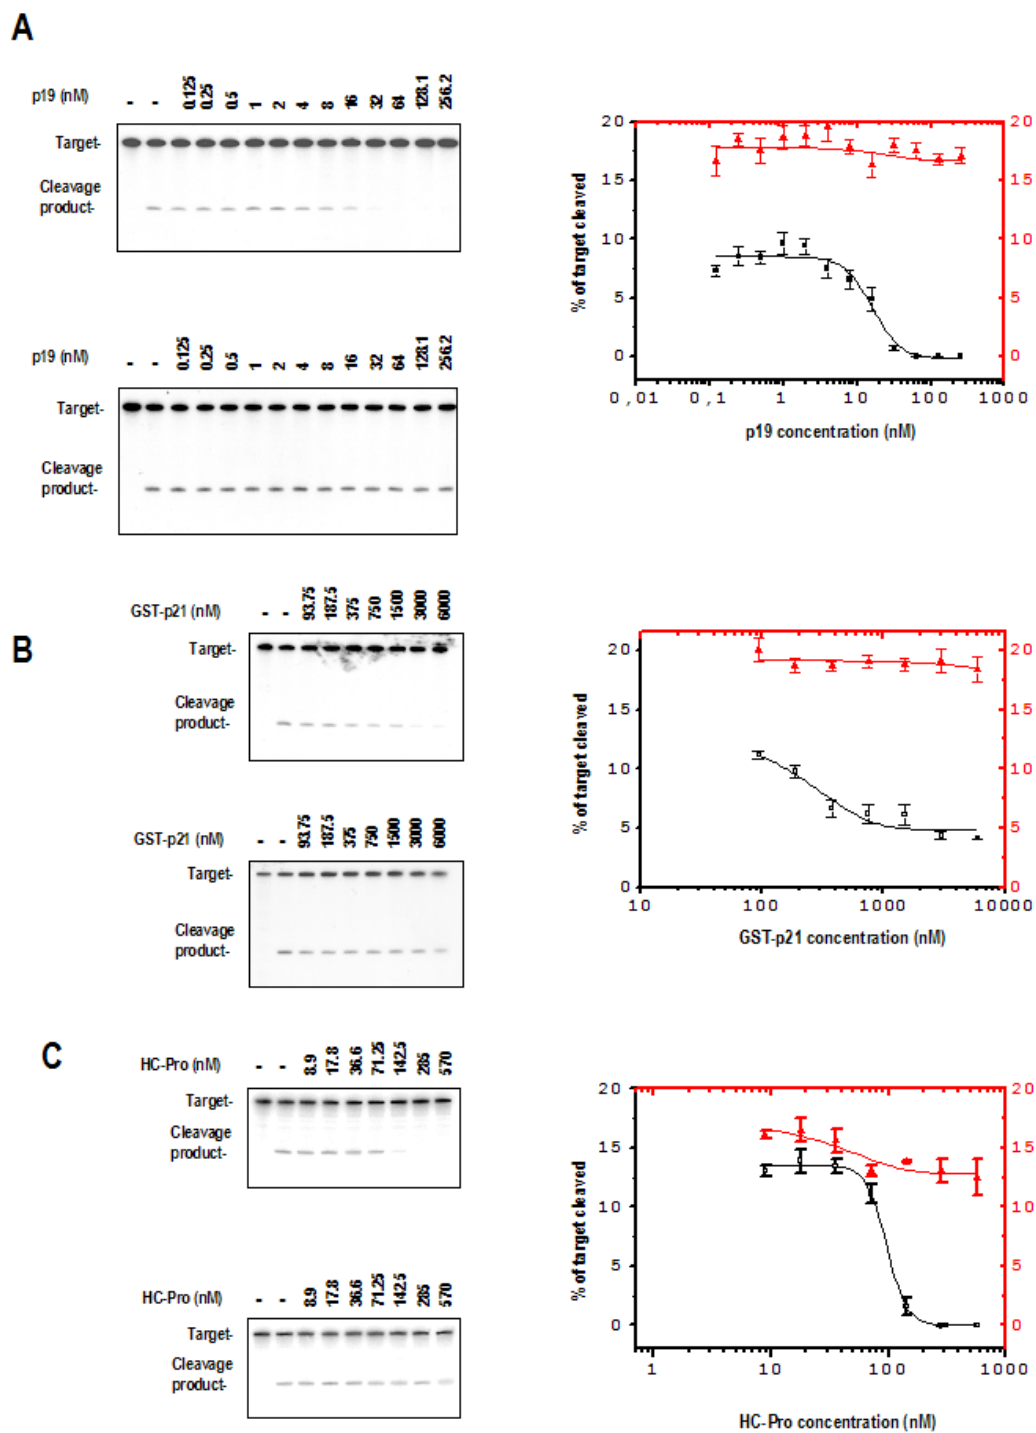 A
p19 (nM) - - 0.125 0.25 0.5 1 2 4 8 16 32 64 128.1 256.2
Target-
Cleavage
product-
p19 (nM) - - 0.125 0.25 0.5 1 2 4 8 16 32 64 128.1 256.2
Target-
Cleavage
product-
20 20
15 15
10 10
5 5
0 0
% of target cleaved
0,01 0,1 1 10 100 1000
p19 concentration (nM)
B
GST-p21 (nM) - - 93.75 187.5 375 750 1500 3000 6000
Target-
Cleavage
product-
GST-p21 (nM) - - 93.75 187.5 375 750 1500 3000 6000
Target-
Cleavage
product-
20 20
15 15
10 10
5 5
0 0
% of target cleaved
10 100 1000 10000
GST-p21 concentration (nM)
C
HC-Pro (nM) - - 8.9 17.8 36.6 71.25 142.5 285 570
Target-
Cleavage
product-
HC-Pro (nM) - - 8.9 17.8 36.6 71.25 142.5 285 570
Target-
Cleavage
product-
20 20
15 15
10 10
5 5
0 0
% of target cleaved
1 10 100 1000
HC-Pro concentration (nM)